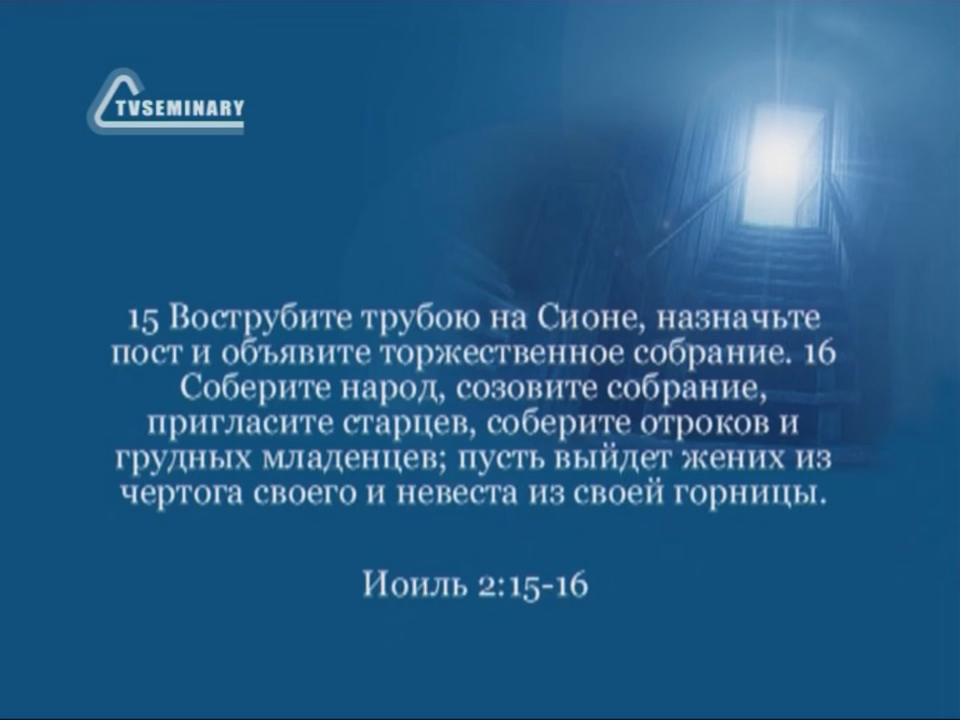 TVSEMINARY
15 Вострубите трубою на Сионе, назначьте
пост и объявите торжественное собрание. 16
Соберите народ, созовите собрание,
пригласите старцев, соберите отроков и
грудных младенцев; пусть выйдет жених из
чертога своего и невеста из своей горницы.
Иоиль 2:15-16